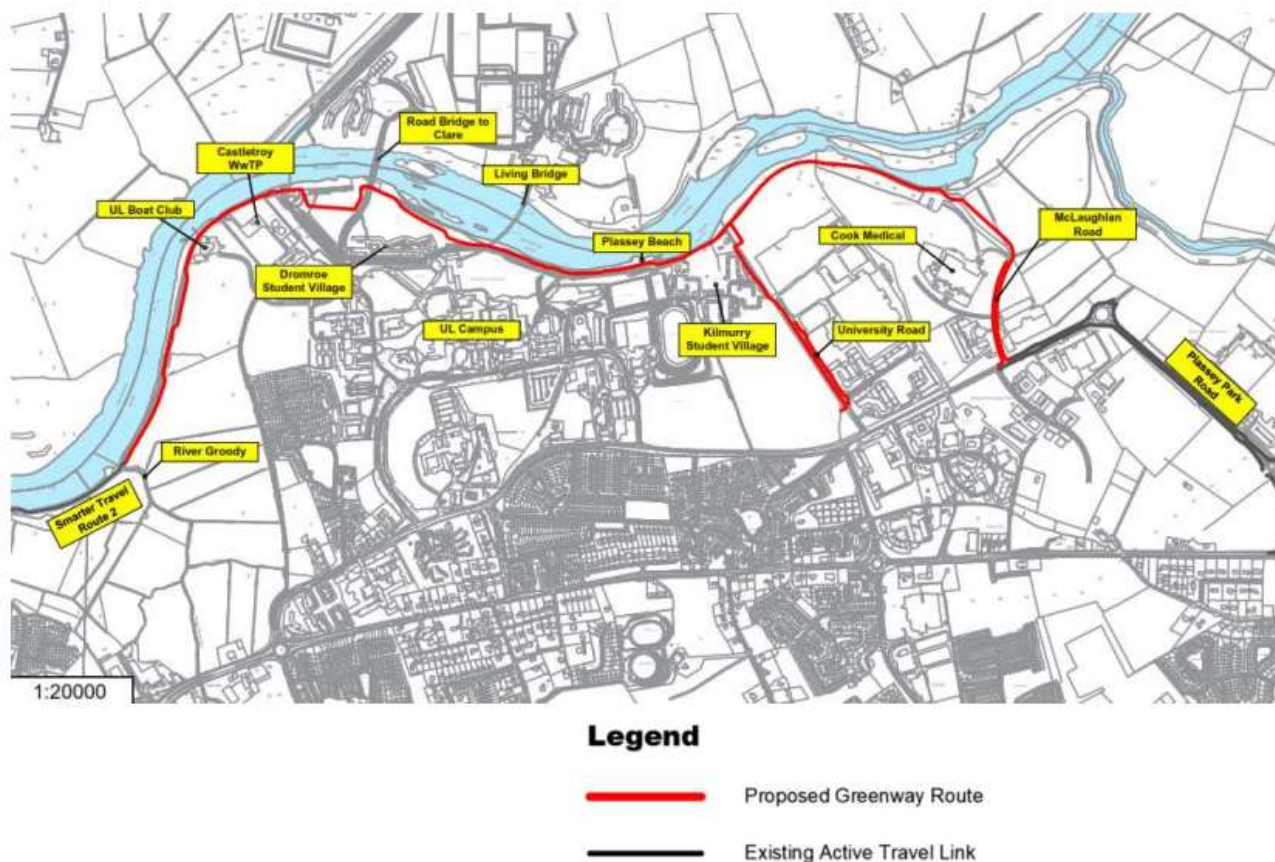 Road Bridge to
Clare
Castletroy
WwTP
Living Bridge
UL Boat Club
McLaughlan
Road
Plassey Beach
Cook Medical
Dromroe
Student Village
UL Campus
Kilmurry
Student Village
University Road
Plassey Park
Road
River Groody
Smarter Travel
Route 2
1:20000
Legend
Proposed Greenway Route
Existing Active Travel Link